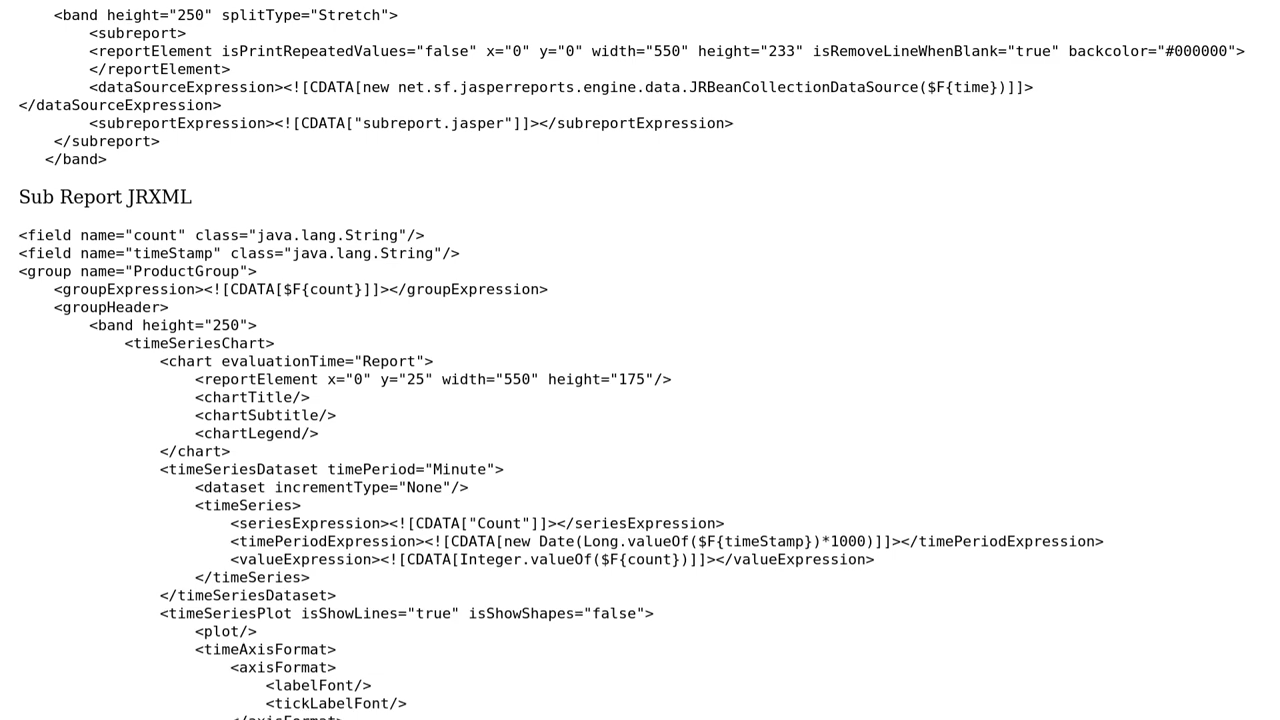 <band height="250" splitType="Stretch">
<subreport>
<reportElement isPrintRepeatedValues="false" x="0" y="0" width="550" height="233" isRemoveLineWhenBlank="true" backcolor="#000000">
</reportElement>
<dataSourceExpression><![CDATA[new net.sf.jasperreports.engine.data.JRBeanCollectionDataSource($F{time})]]>
</dataSourceExpression>
<subreportExpression><![CDATA["subreport.jasper"]]></subreportExpression>
</subreport>
</band>
Sub Report JRXML
<field name="count" class="java.lang.String"/>
<field name="timeStamp" class="java.lang.String"/>
<group name="ProductGroup">
<groupExpression><![CDATA[$F{count}]]></groupExpression>
<groupHeader>
<band height="250">
<timeSeriesChart>
<chart evaluationTime="Report">
<reportElement x="0" y="25" width="550" height="175"/>
<chartTitle/>
<chartSubtitle/>
<chartLegend/>
</chart>
<timeSeriesDataset timePeriod="Minute">
<dataset incrementType="None"/>
<timeSeries>
<seriesExpression><![CDATA["Count"]]></seriesExpression>
<timePeriodExpression><![CDATA[new Date(Long.valueOf($F{timeStamp})*1000)]]></timePeriodExpression>
<valueExpression><![CDATA[Integer.valueOf($F{count})]]></valueExpression>
</timeSeries>
</timeSeriesDataset>
<timeSeriesPlot isShowLines="true" isShowShapes="false">
<plot/>
<timeAxisFormat>
<axisFormat>
<labelFont/>
<tickLabelFont/>
</axisFormat>